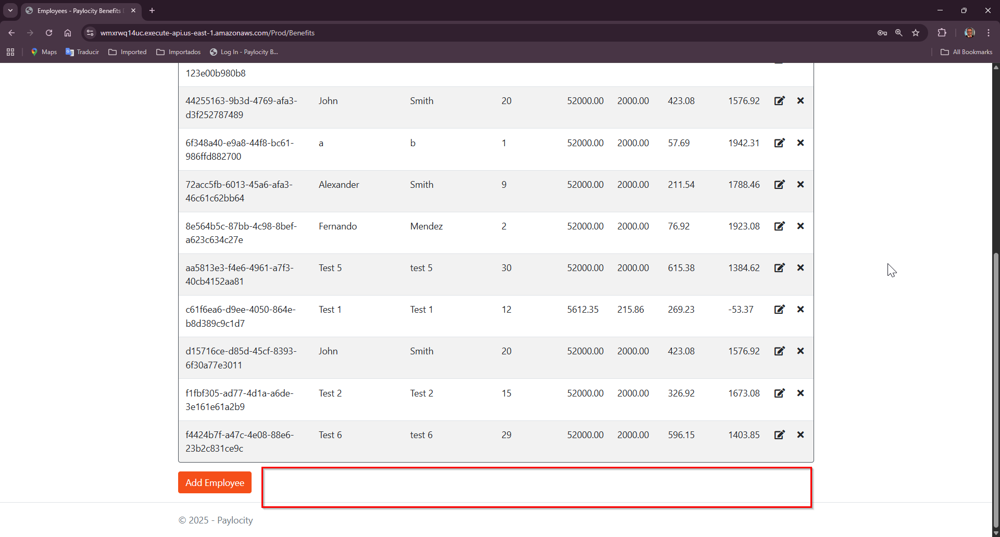 Employees - Paylocity Benefits
wmxrwq14uc.execute-api.us-east-1.amazonaws.com/Prod/Benefits
Maps Traducir Imported Importados Log In - Paylocity B... All Bookmarks
123e00b980b8
44255163-9b3d-4769-afa3- John Smith 20 52000.00 2000.00 423.08 1576.92
d3f252787489
6f348a40-e9a8-44f8-bc61- a b 1 52000.00 2000.00 57.69 1942.31
986ffd882700
72acc5fb-6013-45a6-afa3- Alexander Smith 9 52000.00 2000.00 211.54 1788.46
46c61c62bb64
8e564b5c-87bb-4c98-8bef- Fernando Mendez 2 52000.00 2000.00 76.92 1923.08
a623c634c27e
aa5813e3-f4e6-4961-a7f3- Test 5 test 5 30 52000.00 2000.00 615.38 1384.62
40cb4152aa81
c61f6ea6-d9ee-4050-864e- Test 1 Test 1 12 5612.35 215.86 269.23 -53.37
b8d389c9c1d7
d15716ce-d85d-45cf-8393- John Smith 20 52000.00 2000.00 423.08 1576.92
6f30a77e3011
f1fbf305-ad77-4d1a-a6de- Test 2 Test 2 15 52000.00 2000.00 326.92 1673.08
3e161e61a2b9
f4424b7f-a47c-4e08-88e6- Test 6 test 6 29 52000.00 2000.00 596.15 1403.85
23b2c831ce9c
Add Employee
© 2025 - Paylocity